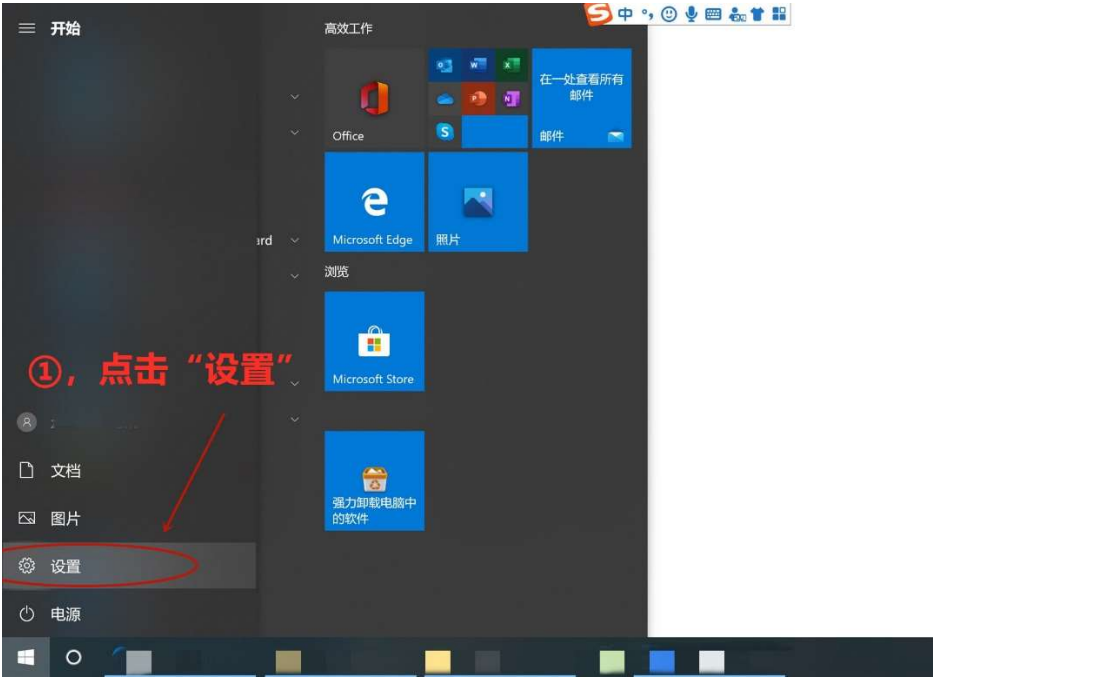 开始
高效工作
中
Office
在一处查看所有
邮件
邮件
Microsoft Edge
照片
ard
浏览
Microsoft Store
①，点击“设置”
文档
强力卸载电脑中
的软件
图片
设置
电源